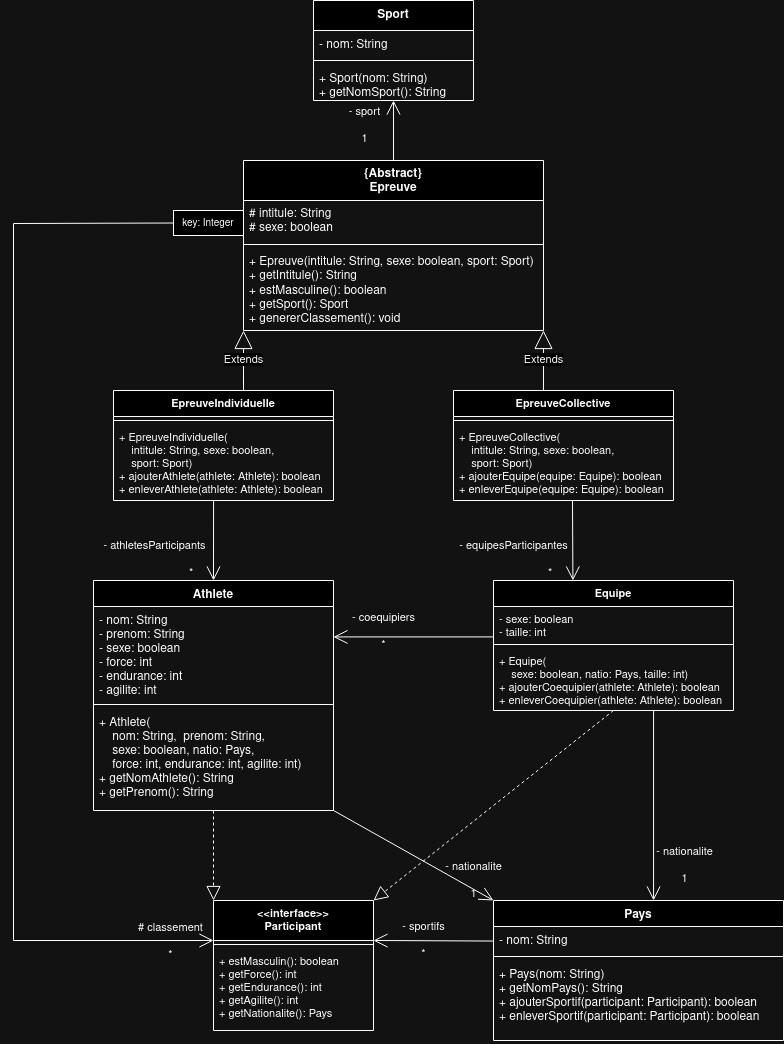 Sport
- nom: String
+ Sport(nom: String)
+ getNomSport(): String
- sport
1
{Abstract}
Epreuve
key: Integer
# intitule: String
# sexe: boolean
+ Epreuve(intitule: String, sexe: boolean, sport: Sport)
+ getIntitule(): String
+ estMasculine(): boolean
+ getSport(): Sport
+ genererClassement(): void
Extends
Extends
EpreuveIndividuelle
+ EpreuveIndividuelle(
intitule: String, sexe: boolean,
sport: Sport)
+ ajouterAthlete(athlete: Athlete): boolean
+ enleverAthlete(athlete: Athlete): boolean
EpreuveCollective
+ EpreuveCollective(
intitule: String, sexe: boolean,
sport: Sport)
+ ajouterEquipe(equipe: Equipe): boolean
+ enleverEquipe(equipe: Equipe): boolean
- athletesParticipants
*
- equipesParticipantes
*
Athlete
- nom: String
- prenom: String
- sexe: boolean
- force: int
- endurance: int
- agilite: int
+ Athlete(
nom: String, prenom: String,
sexe: boolean, natio: Pays,
force: int, endurance: int, agilite: int)
+ getNomAthlete(): String
+ getPrenom(): String
- coequipiers
*
Equipe
- sexe: boolean
- taille: int
+ Equipe(
sexe: boolean, natio: Pays, taille: int)
+ ajouterCoequipier(athlete: Athlete): boolean
+ enleverCoequipier(athlete: Athlete): boolean
- nationalite
1
- nationalite
1
# classement
*
<<interface>>
Participant
+ estMasculin(): boolean
+ getForce(): int
+ getEndurance(): int
+ getAgilite(): int
+ getNationalite(): Pays
- sportifs
*
Pays
- nom: String
+ Pays(nom: String)
+ getNomPays(): String
+ ajouterSportif(participant: Participant): boolean
+ enleverSportif(participant: Participant): boolean